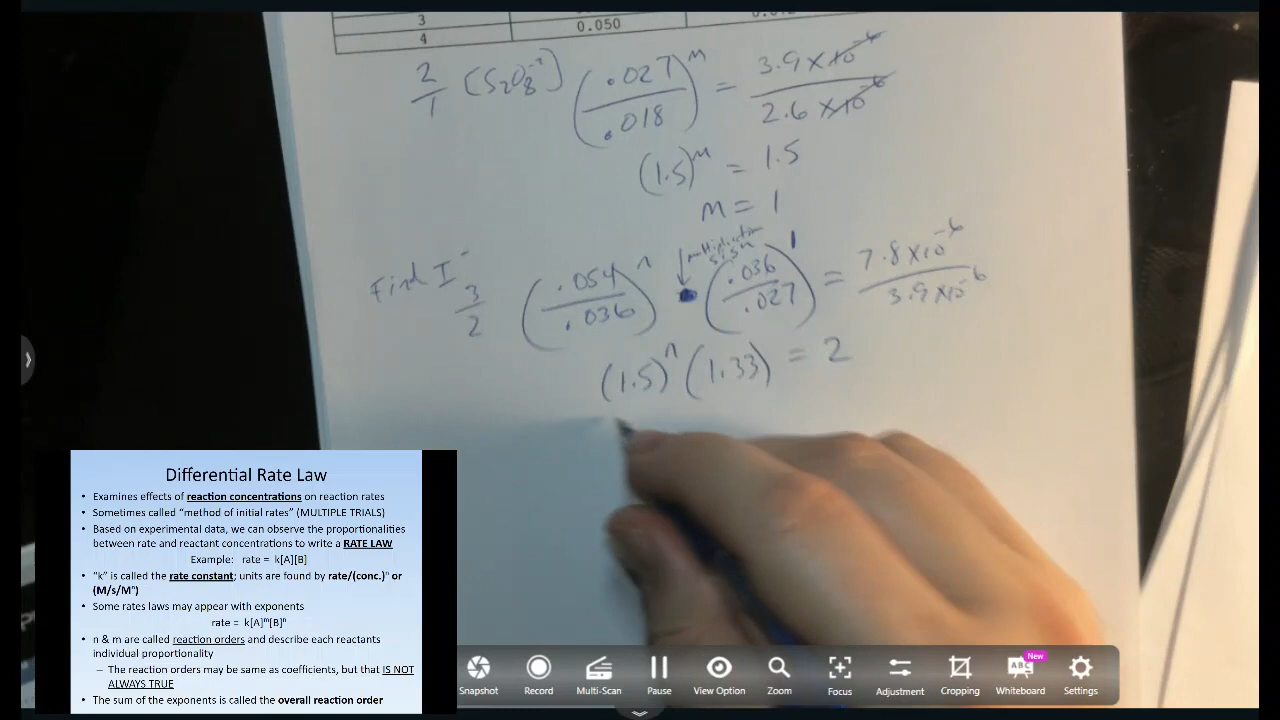 3
4 0.050
2/1 [S₂O₈⁻²] (.027/.018)ᵐ = 3.9 x 10⁻⁶/2.6 x 10⁻⁶
(1.5)ᵐ = 1.5
m = 1
multiplication
sign
Find I⁻ 3/2 (.054/.036)ⁿ • (.036/.027)¹ = 7.8 x 10⁻⁶/3.9 x 10⁻⁶
(1.5)ⁿ (1.33) = 2
Differential Rate Law
• Examines effects of reaction concentrations on reaction rates
• Sometimes called “method of initial rates” (MULTIPLE TRIALS)
• Based on experimental data, we can observe the proportionalities
between rate and reactant concentrations to write a RATE LAW
Example: rate = k[A][B]
• “k” is called the rate constant; units are found by rate/(conc.)ⁿ or
(M/s/Mⁿ)
• Some rates laws may appear with exponents
rate = k[A]ᵐ[B]ⁿ
• n & m are called reaction orders and describe each reactants
individual proportionality
– The reaction orders may be same as coefficients, but that IS NOT
ALWAYS TRUE
• The sum of the exponents is called the overall reaction order
New
ABC
Snapshot Record Multi-Scan Pause View Option Zoom Focus Adjustment Cropping Whiteboard Settings